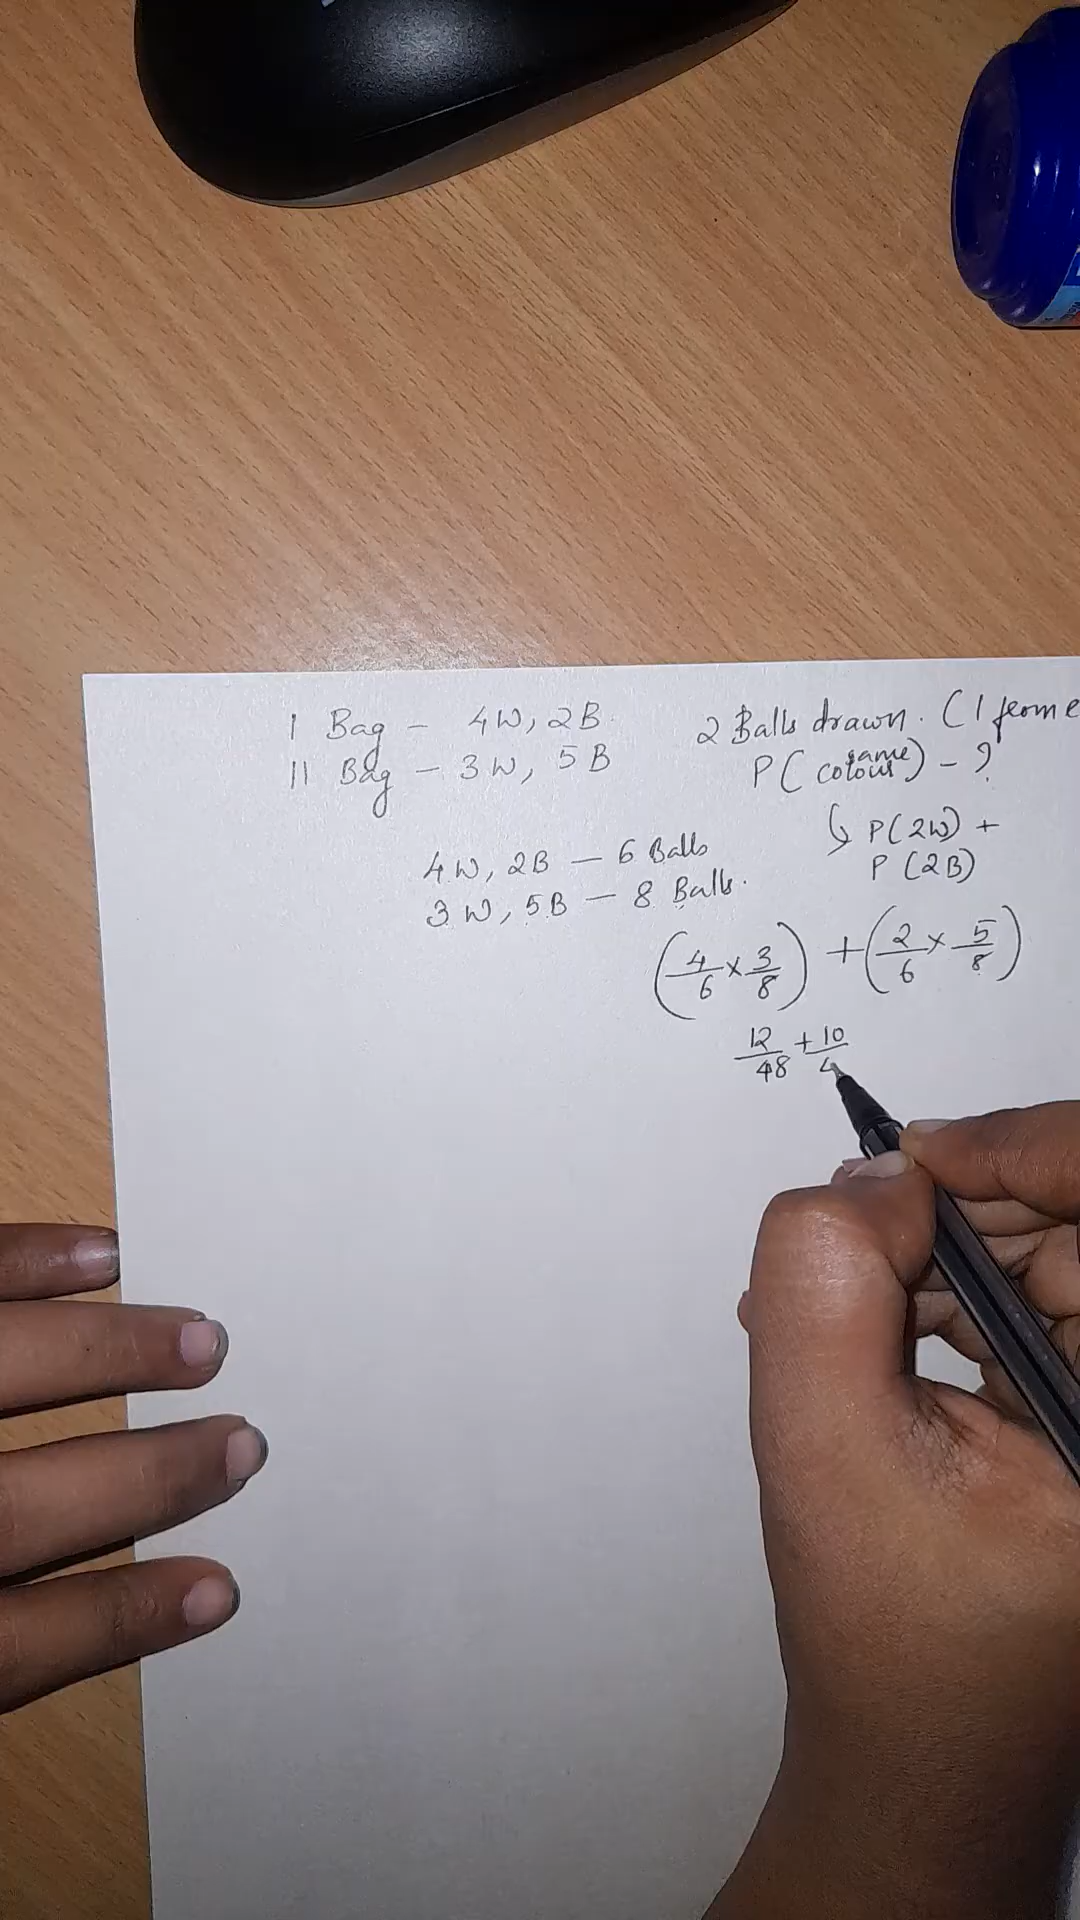 I Bag - 4W, 2B
II Bag - 3W, 5B
2 Balls drawn. (1 from e
P(same colour) - ?
↳ P(2W) +
P(2B)
4W, 2B - 6 Balls
3W, 5B - 8 Balls.
(4/6 × 3/8) + (2/6 × 5/8)
12/48 + 10/4